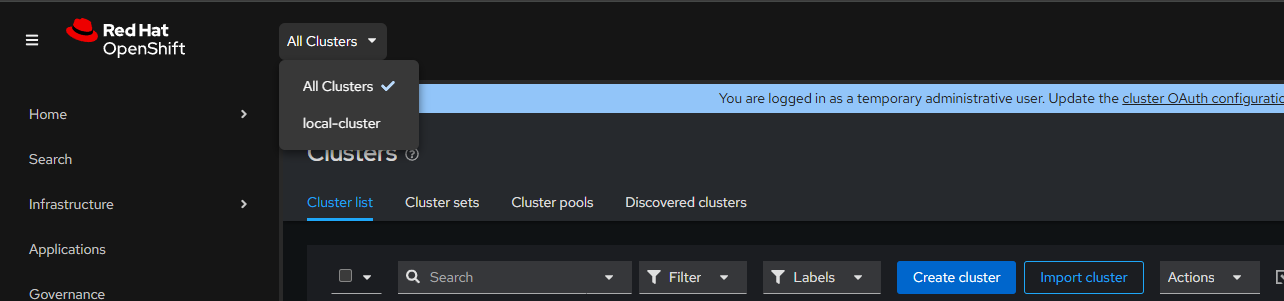 Red Hat
OpenShift
All Clusters
All Clusters
local-cluster
You are logged in as a temporary administrative user. Update the cluster OAuth configuratio
Home
Search
Infrastructure
Applications
Governance
Clusters
Cluster list Cluster sets Cluster pools Discovered clusters
Search Filter Labels Create cluster Import cluster Actions